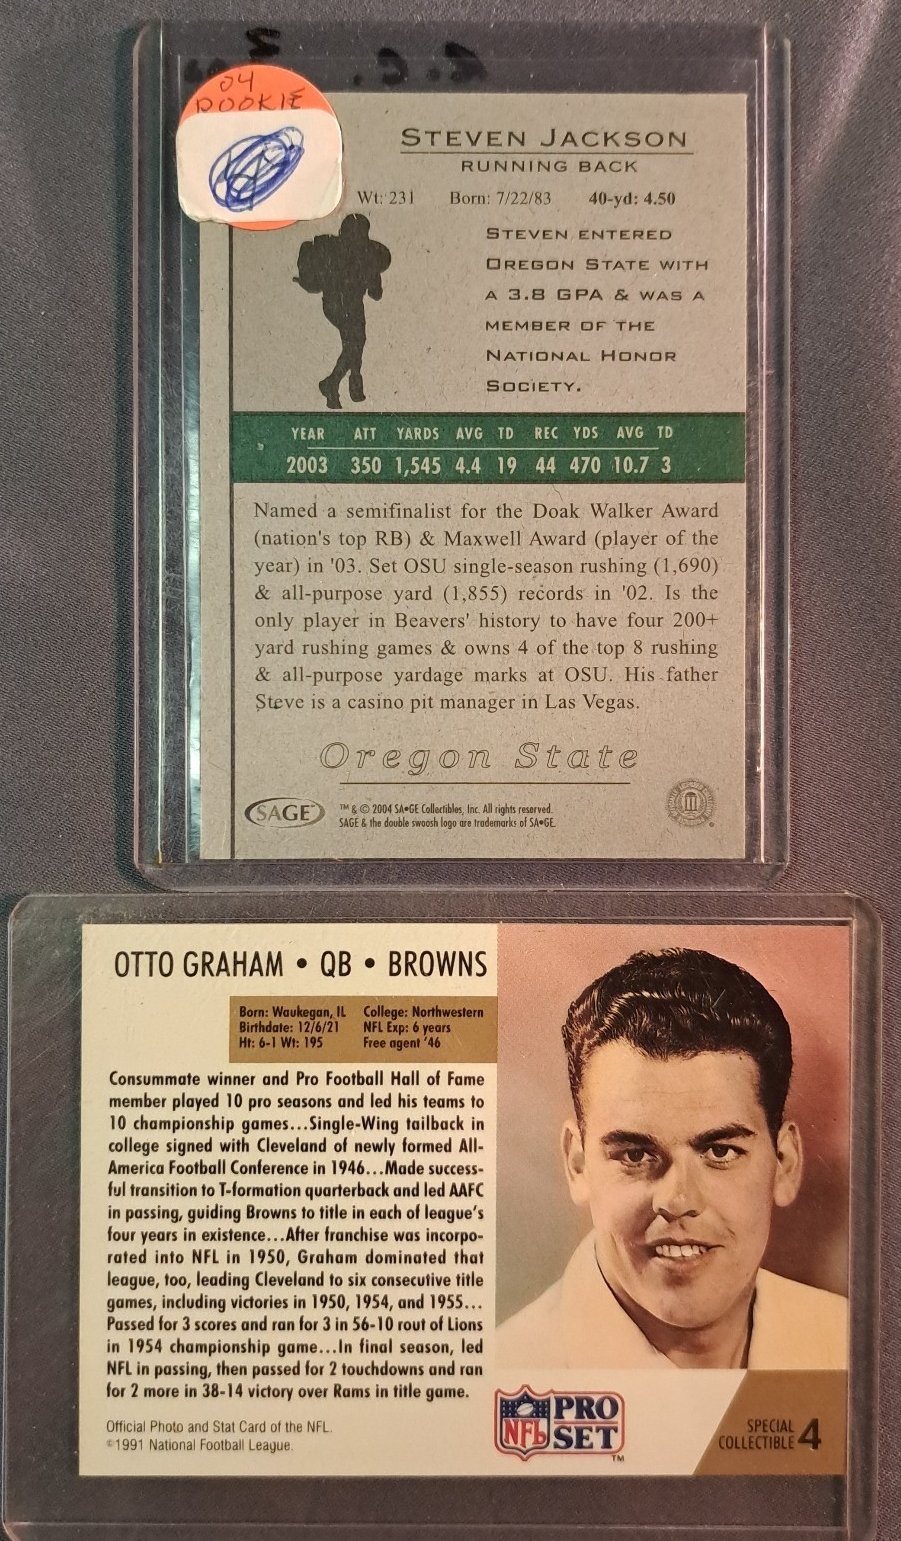 R.C.
04
ROOKIE
STEVEN JACKSON
RUNNING BACK
Wt: 231 Born: 7/22/83 40-yd: 4.50
STEVEN ENTERED
OREGON STATE WITH
A 3.8 GPA & WAS A
MEMBER OF THE
NATIONAL HONOR
SOCIETY.
YEAR ATT YARDS AVG TD REC YDS AVG TD
2003 350 1,545 4.4 19 44 470 10.7 3
Named a semifinalist for the Doak Walker Award
(nation's top RB) & Maxwell Award (player of the
year) in '03. Set OSU single-season rushing (1,690)
& all-purpose yard (1,855) records in '02. Is the
only player in Beavers' history to have four 200+
yard rushing games & owns 4 of the top 8 rushing
& all-purpose yardage marks at OSU. His father
Steve is a casino pit manager in Las Vegas.
Oregon State
SAGE
™ & © 2004 SA•GE Collectibles, Inc. All rights reserved.
SAGE & the double swoosh logo are trademarks of SA•GE.
OTTO GRAHAM • QB • BROWNS
Born: Waukegan, IL College: Northwestern
Birthdate: 12/6/21 NFL Exp: 6 years
Ht: 6-1 Wt: 195 Free agent '46
Consummate winner and Pro Football Hall of Fame
member played 10 pro seasons and led his teams to
10 championship games...Single-Wing tailback in
college signed with Cleveland of newly formed All-
America Football Conference in 1946...Made success-
ful transition to T-formation quarterback and led AAFC
in passing, guiding Browns to title in each of league's
four years in existence...After franchise was incorpo-
rated into NFL in 1950, Graham dominated that
league, too, leading Cleveland to six consecutive title
games, including victories in 1950, 1954, and 1955...
Passed for 3 scores and ran for 3 in 56-10 rout of Lions
in 1954 championship game...In final season, led
NFL in passing, then passed for 2 touchdowns and ran
for 2 more in 38-14 victory over Rams in title game.
Official Photo and Stat Card of the NFL.
©1991 National Football League.
NFL PRO SET ™
SPECIAL
COLLECTIBLE 4